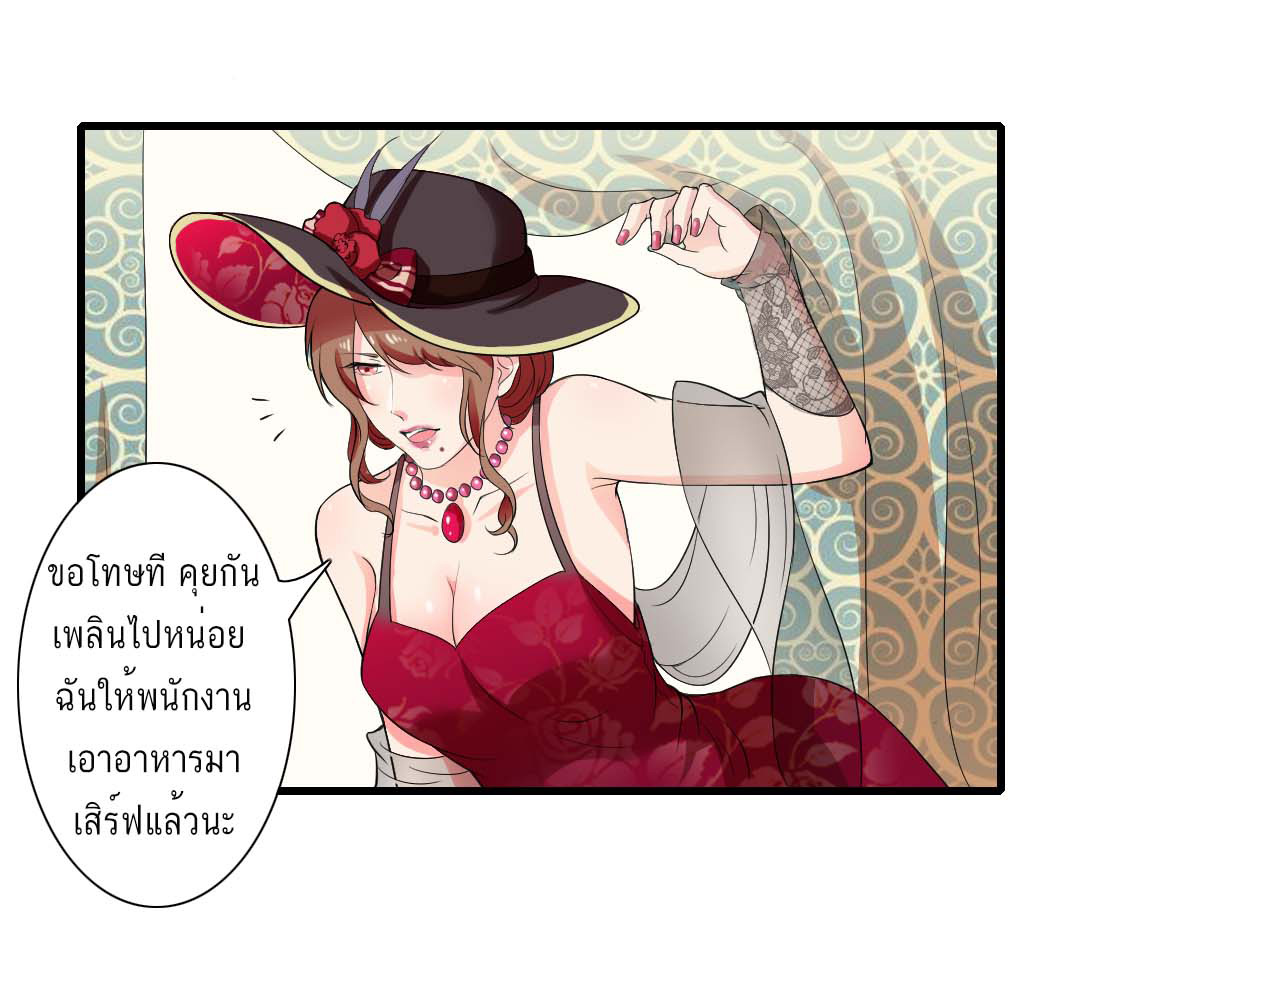 ขอโทษที คุยกัน
เพลินไปหน่อย
ฉันให้พนักงาน
เอาอาหารมา
เสิร์ฟแล้วนะ